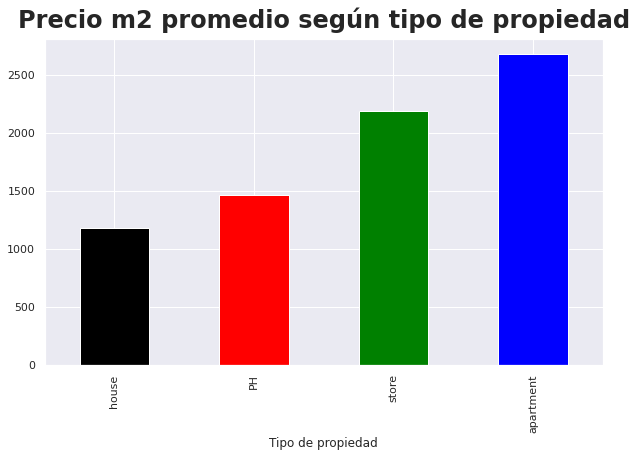 Precio m2 promedio según tipo de propiedad
2500
2000
1500
1000
500
0
house
PH
store
apartment
Tipo de propiedad